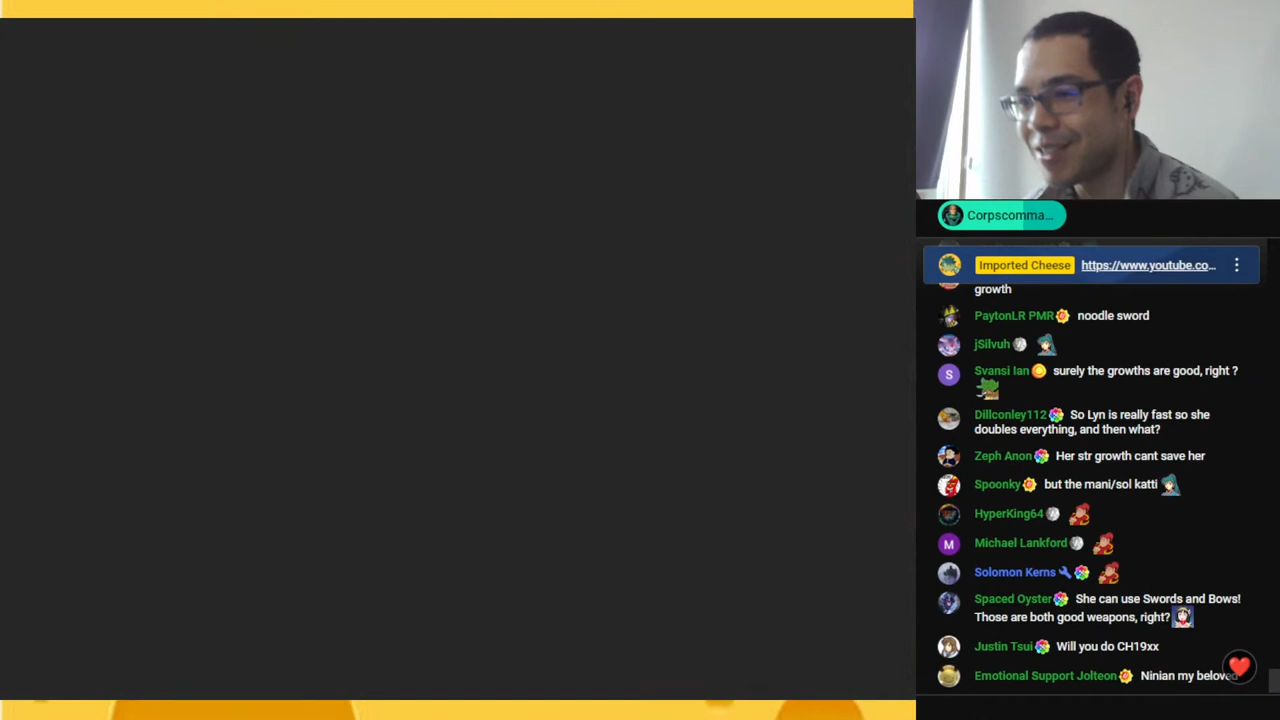 Corpscomma...
Imported Cheese https://www.youtube.co...
growth
PaytonLR PMR noodle sword
jSilvuh
S Svansi Ian surely the growths are good, right ?
Dillconley112 So Lyn is really fast so she
doubles everything, and then what?
Zeph Anon Her str growth cant save her
Spoonky but the mani/sol katti
HyperKing64
M Michael Lankford
Solomon Kerns
Spaced Oyster She can use Swords and Bows!
Those are both good weapons, right?
Justin Tsui Will you do CH19xx
Emotional Support Jolteon Ninian my beloved